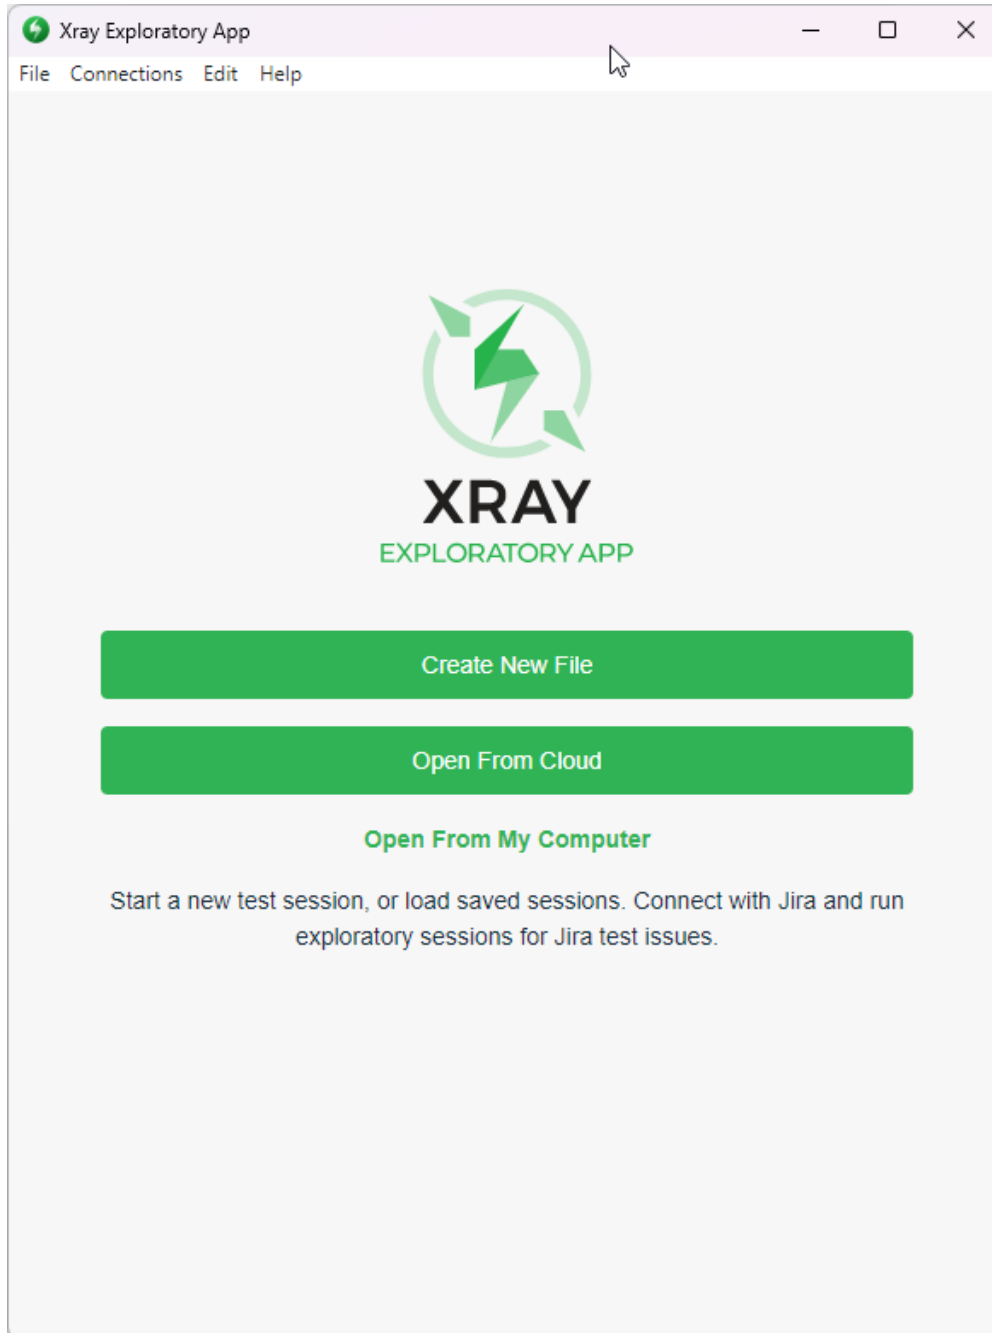 Xray Exploratory App
File Connections Edit Help
XRAY
EXPLORATORY APP
Create New File
Open From Cloud
Open From My Computer
Start a new test session, or load saved sessions. Connect with Jira and run
exploratory sessions for Jira test issues.